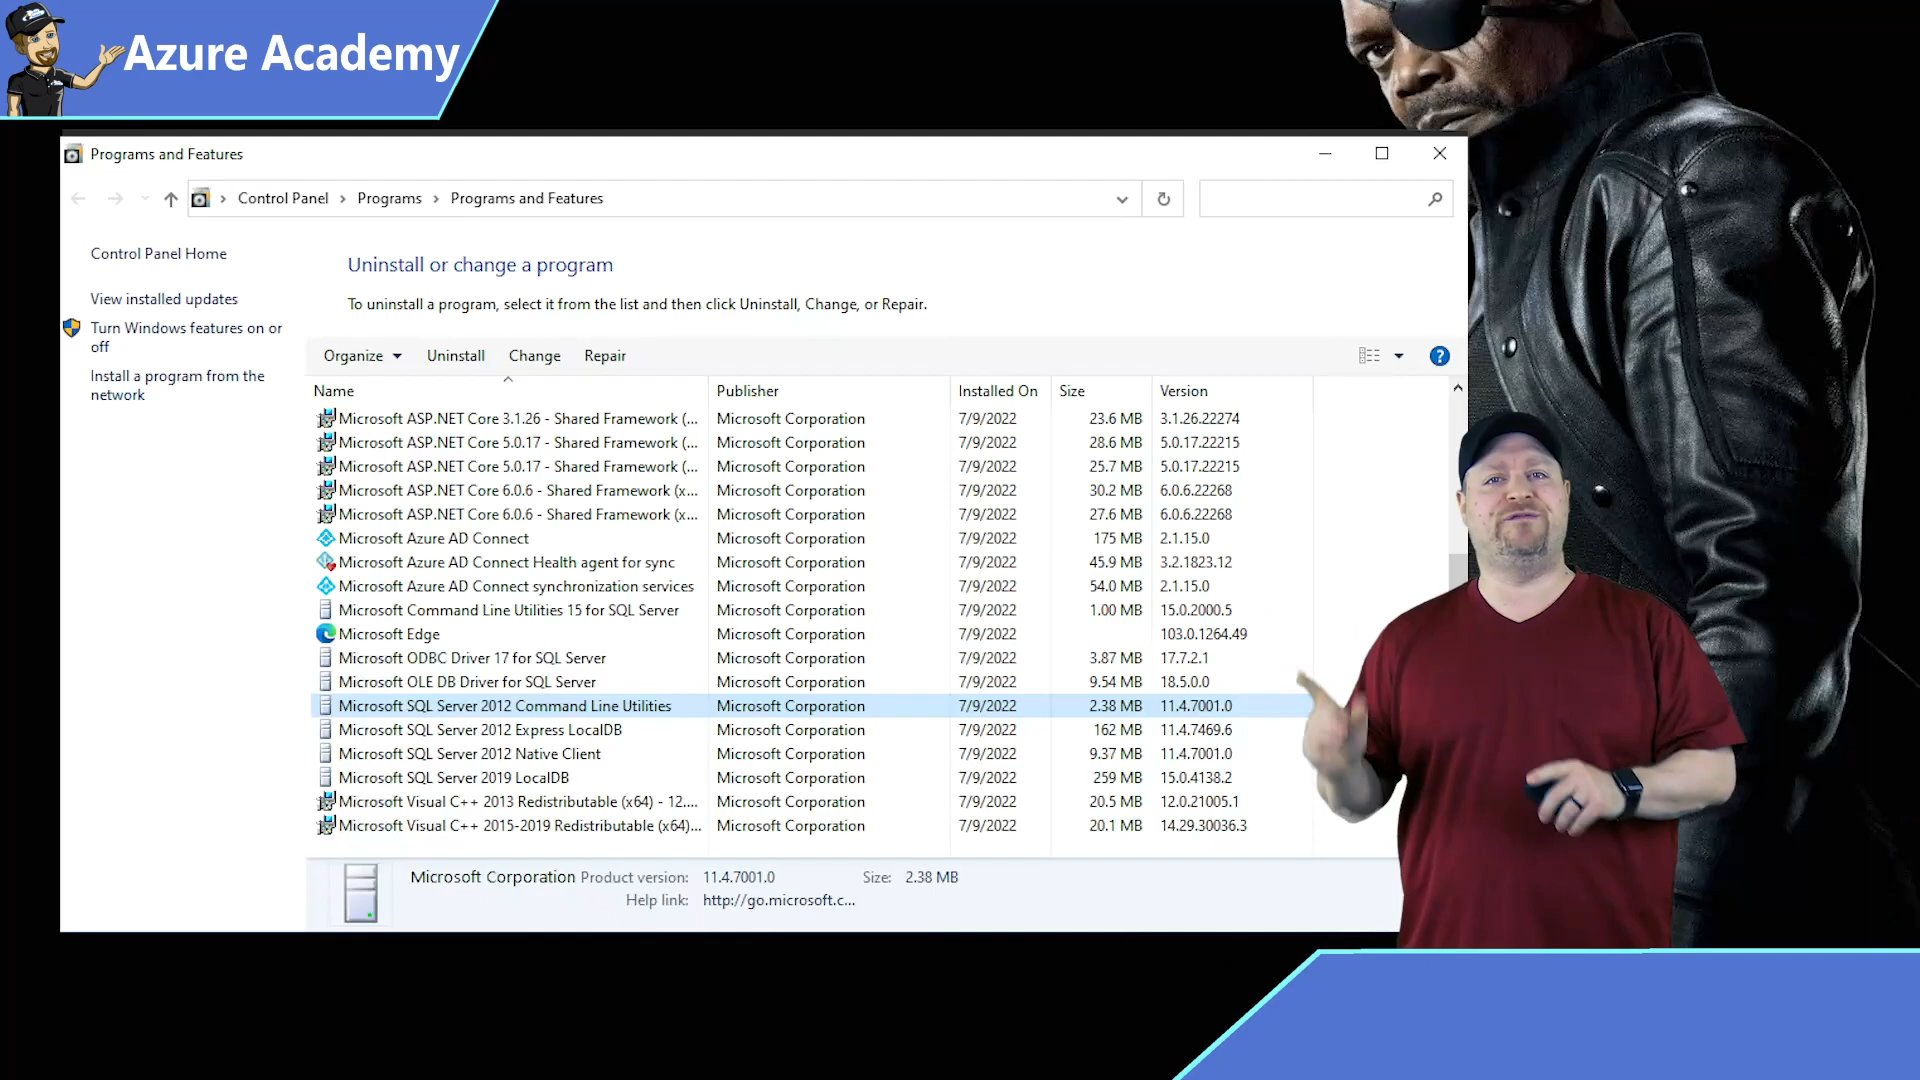 Azure Academy
Programs and Features
Control Panel > Programs > Programs and Features
Control Panel Home
View installed updates
Turn Windows features on or
off
Install a program from the
network
Uninstall or change a program
To uninstall a program, select it from the list and then click Uninstall, Change, or Repair.
Organize Uninstall Change Repair
Name Publisher Installed On Size Version
Microsoft ASP.NET Core 3.1.26 - Shared Framework (... Microsoft Corporation 7/9/2022 23.6 MB 3.1.26.22274
Microsoft ASP.NET Core 5.0.17 - Shared Framework (... Microsoft Corporation 7/9/2022 28.6 MB 5.0.17.22215
Microsoft ASP.NET Core 5.0.17 - Shared Framework (... Microsoft Corporation 7/9/2022 25.7 MB 5.0.17.22215
Microsoft ASP.NET Core 6.0.6 - Shared Framework (x... Microsoft Corporation 7/9/2022 30.2 MB 6.0.6.22268
Microsoft ASP.NET Core 6.0.6 - Shared Framework (x... Microsoft Corporation 7/9/2022 27.6 MB 6.0.6.22268
Microsoft Azure AD Connect Microsoft Corporation 7/9/2022 175 MB 2.1.15.0
Microsoft Azure AD Connect Health agent for sync Microsoft Corporation 7/9/2022 45.9 MB 3.2.1823.12
Microsoft Azure AD Connect synchronization services Microsoft Corporation 7/9/2022 54.0 MB 2.1.15.0
Microsoft Command Line Utilities 15 for SQL Server Microsoft Corporation 7/9/2022 1.00 MB 15.0.2000.5
Microsoft Edge Microsoft Corporation 7/9/2022 103.0.1264.49
Microsoft ODBC Driver 17 for SQL Server Microsoft Corporation 7/9/2022 3.87 MB 17.7.2.1
Microsoft OLE DB Driver for SQL Server Microsoft Corporation 7/9/2022 9.54 MB 18.5.0.0
Microsoft SQL Server 2012 Command Line Utilities Microsoft Corporation 7/9/2022 2.38 MB 11.4.7001.0
Microsoft SQL Server 2012 Express LocalDB Microsoft Corporation 7/9/2022 162 MB 11.4.7469.6
Microsoft SQL Server 2012 Native Client Microsoft Corporation 7/9/2022 9.37 MB 11.4.7001.0
Microsoft SQL Server 2019 LocalDB Microsoft Corporation 7/9/2022 259 MB 15.0.4138.2
Microsoft Visual C++ 2013 Redistributable (x64) - 12.... Microsoft Corporation 7/9/2022 20.5 MB 12.0.21005.1
Microsoft Visual C++ 2015-2019 Redistributable (x64)... Microsoft Corporation 7/9/2022 20.1 MB 14.29.30036.3
Microsoft Corporation Product version: 11.4.7001.0 Size: 2.38 MB
Help link: http://go.microsoft.c...